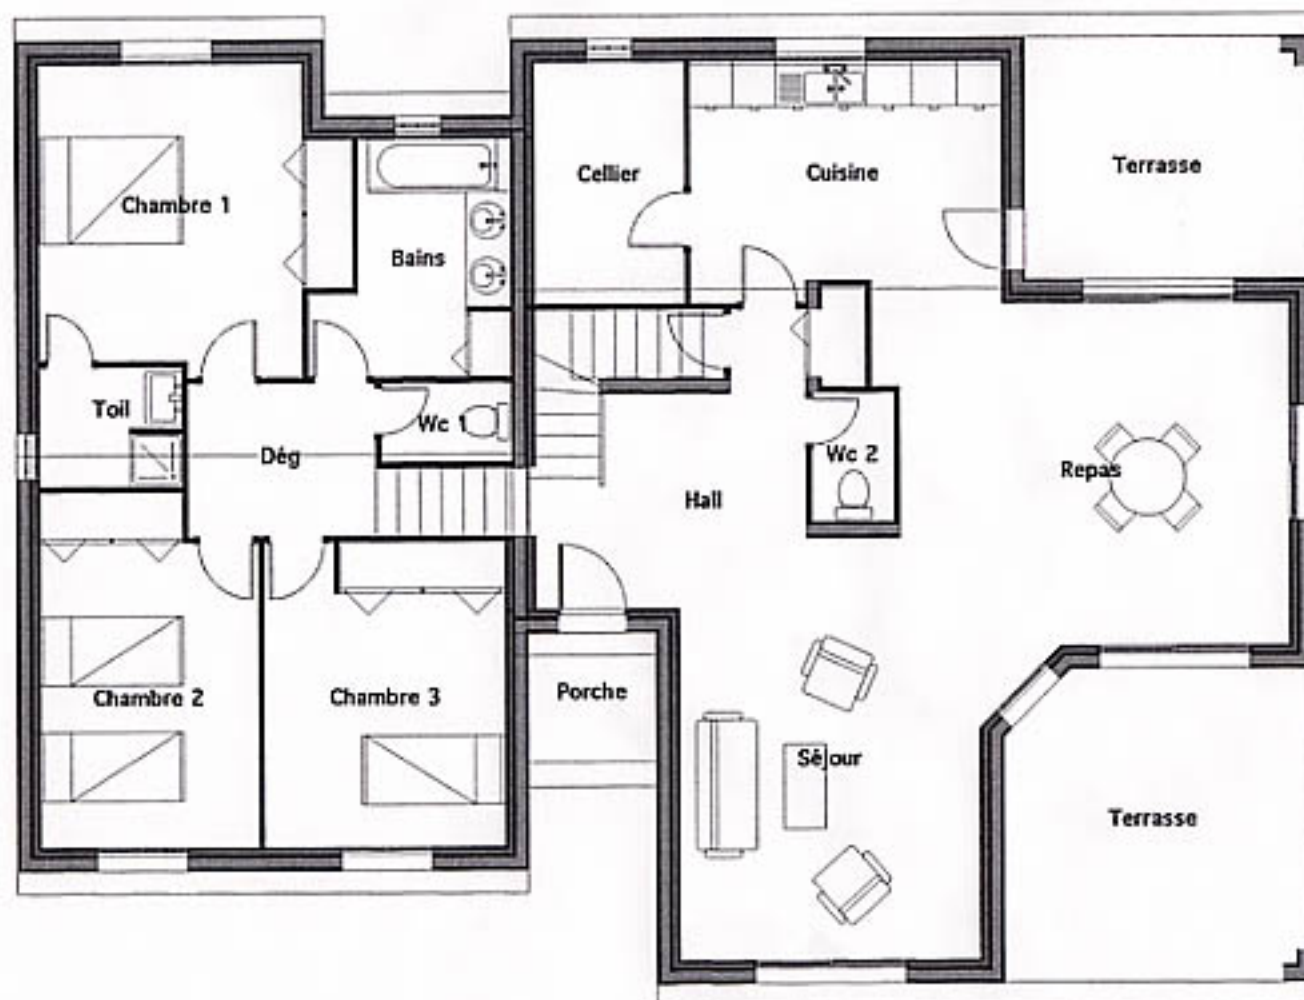 Terrasse
Cellier
Cuisine
Chambre 1
Bains
Toil
Wc 1
Dég
Wc 2
Repas
Hall
Chambre 2
Chambre 3
Porche
Séjour
Terrasse